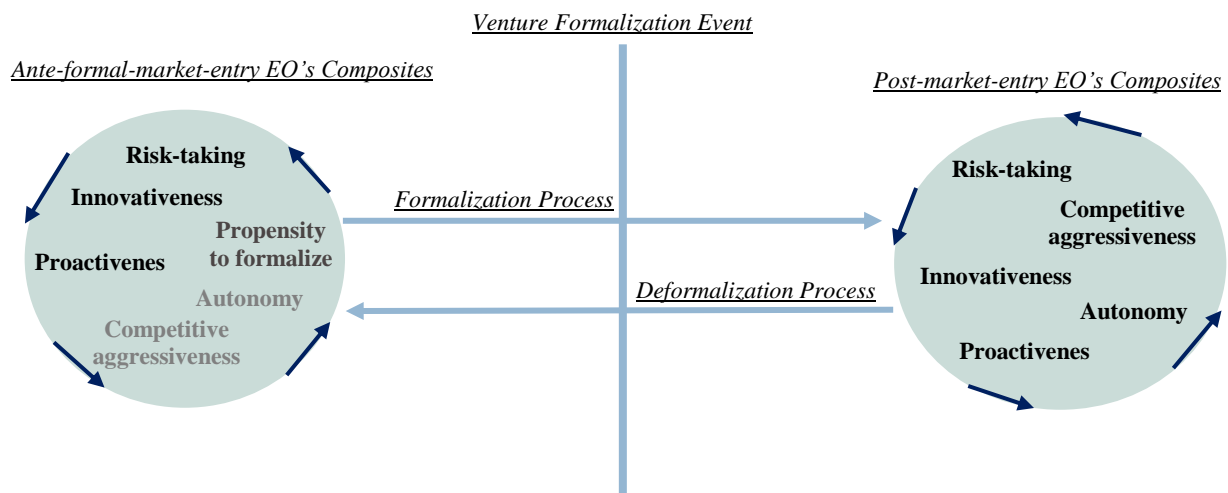 Venture Formalization Event
Ante-formal-market-entry EO’s Composites
Risk-taking
Innovativeness
Propensity
to formalize
Proactivenes
Autonomy
Competitive
aggressiveness
Formalization Process
Deformalization Process
Post-market-entry EO’s Composites
Risk-taking
Competitive
aggressiveness
Innovativeness
Autonomy
Proactivenes